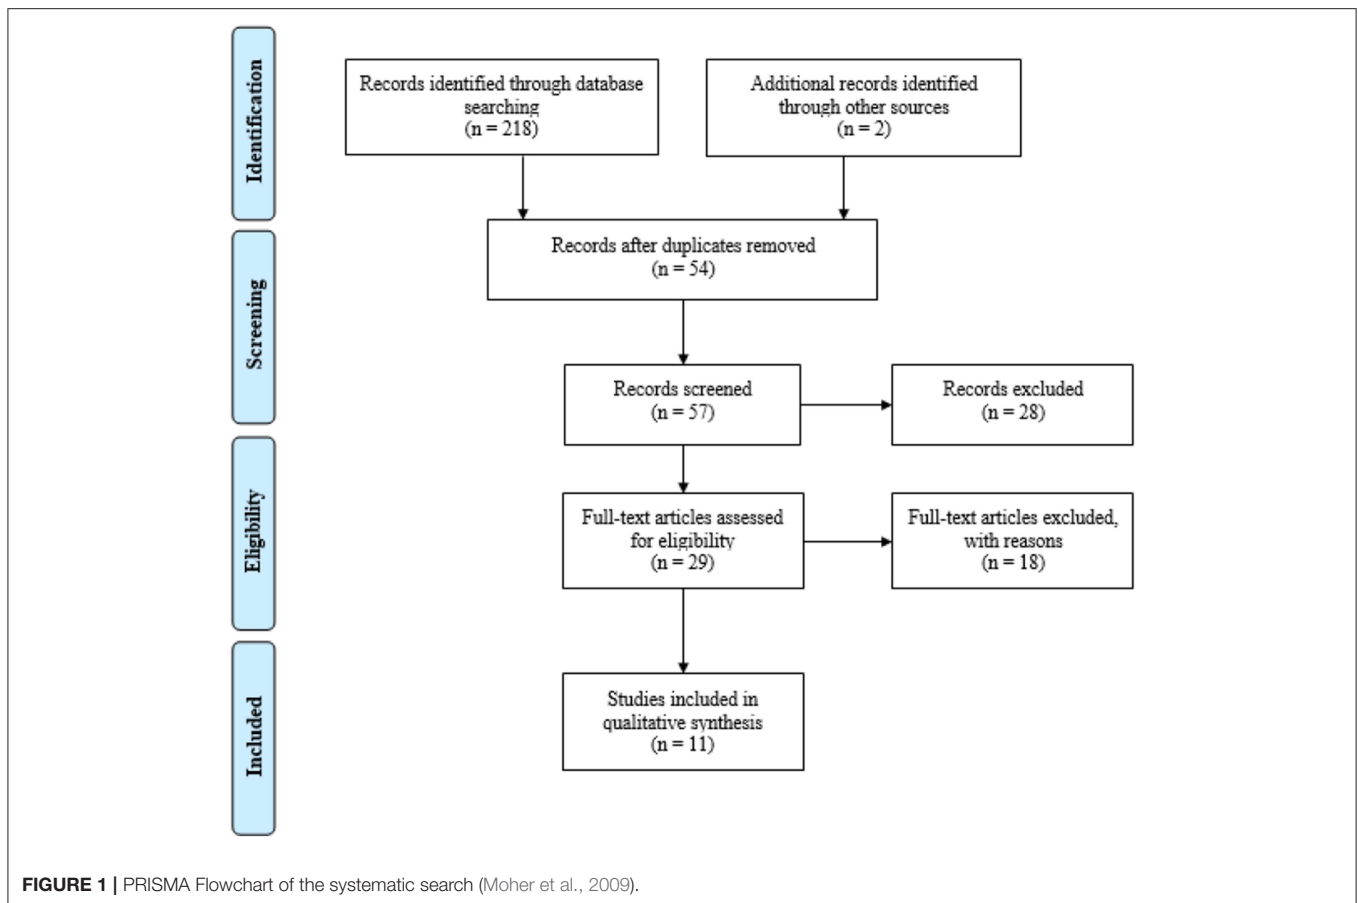 Identification
Records identified through database
searching
(n = 218)
Additional records identified
through other sources
(n = 2)
Screening
Records after duplicates removed
(n = 54)
Records screened
(n = 57)
Records excluded
(n = 28)
Eligibility
Full-text articles assessed
for eligibility
(n = 29)
Full-text articles excluded,
with reasons
(n = 18)
Included
Studies included in
qualitative synthesis
(n = 11)
FIGURE 1 | PRISMA Flowchart of the systematic search (Moher et al., 2009).